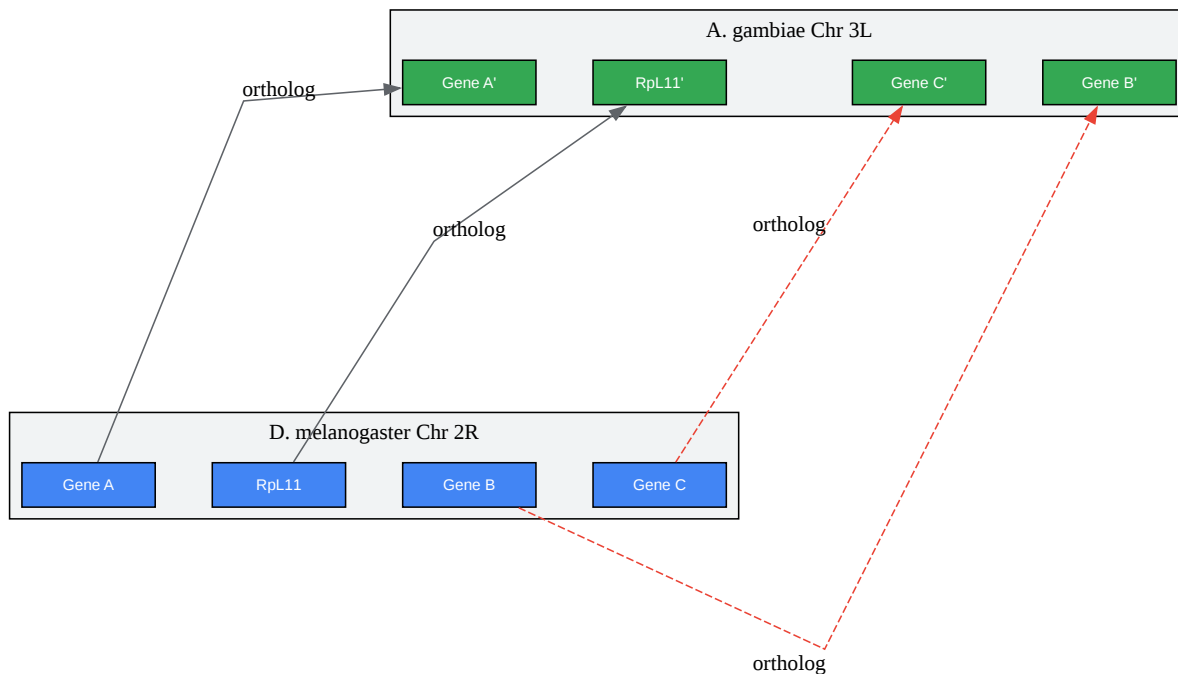 A. gambiae Chr 3L
Gene A'
RpL11'
Gene C'
Gene B'
ortholog
ortholog
ortholog
D. melanogaster Chr 2R
Gene A
RpL11
Gene B
Gene C
ortholog